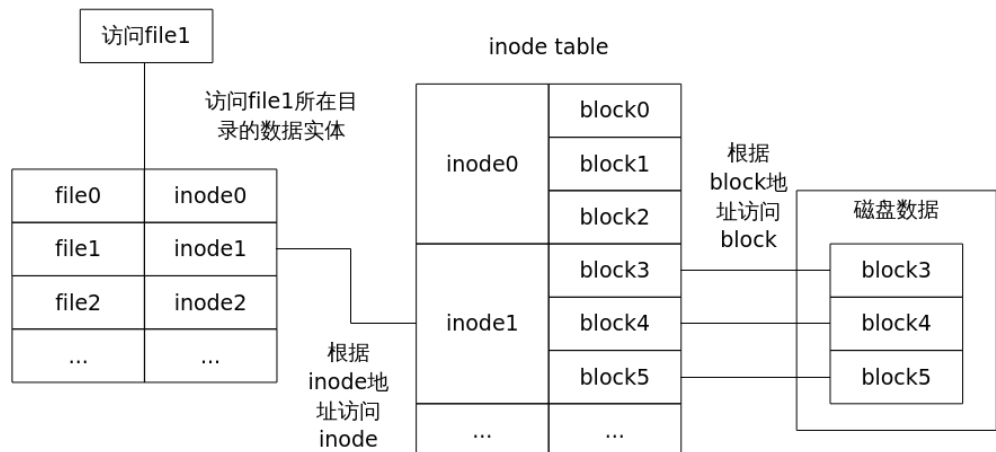 访问file1
inode table
访问file1所在目
录的数据实体
file0 inode0
file1 inode1
file2 inode2
... ...
根据
inode地
址访问
inode
inode0
block0
block1
block2
inode1
block3
block4
block5
... ...
根据
block地
址访问
block
磁盘数据
block3
block4
block5